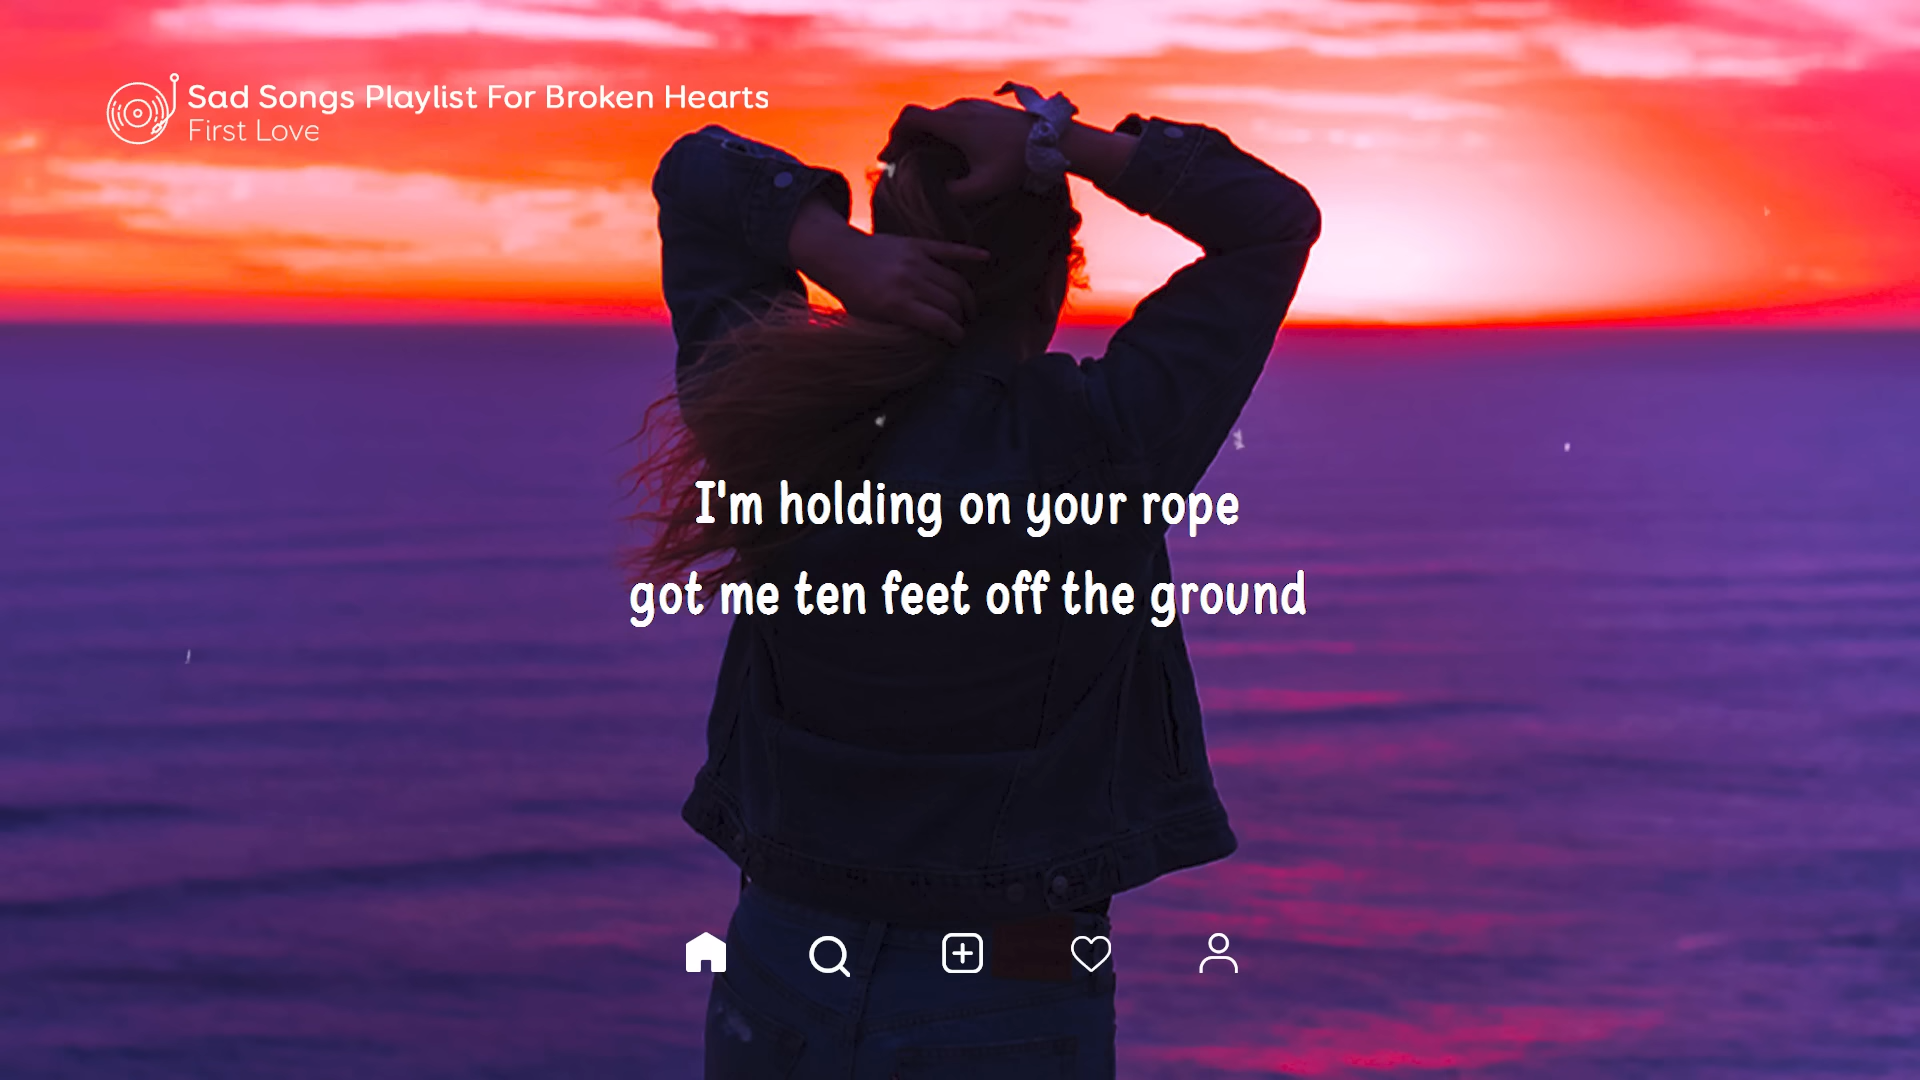 Sad Songs Playlist For Broken Hearts
First Love
I'm holding on your rope
got me ten feet off the ground